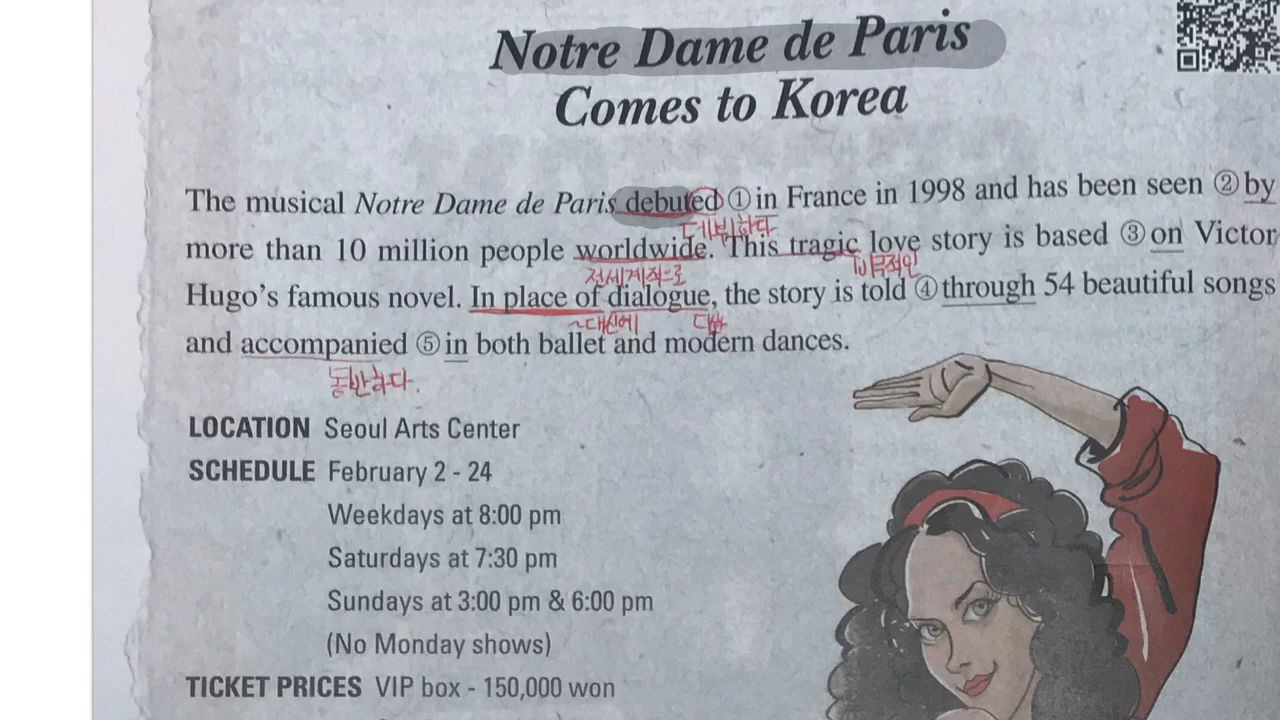 Notre Dame de Paris
Comes to Korea
The musical Notre Dame de Paris debuted ① in France in 1998 and has been seen ② by
데뷔하다
more than 10 million people worldwide. This tragic love story is based ③ on Victor
전세계적으로 비극적인
Hugo's famous novel. In place of dialogue, the story is told ④ through 54 beautiful songs
~대신에 대화
and accompanied ⑤ in both ballet and modern dances.
동반하다.
LOCATION Seoul Arts Center
SCHEDULE February 2 - 24
Weekdays at 8:00 pm
Saturdays at 7:30 pm
Sundays at 3:00 pm & 6:00 pm
(No Monday shows)
TICKET PRICES VIP box - 150,000 won